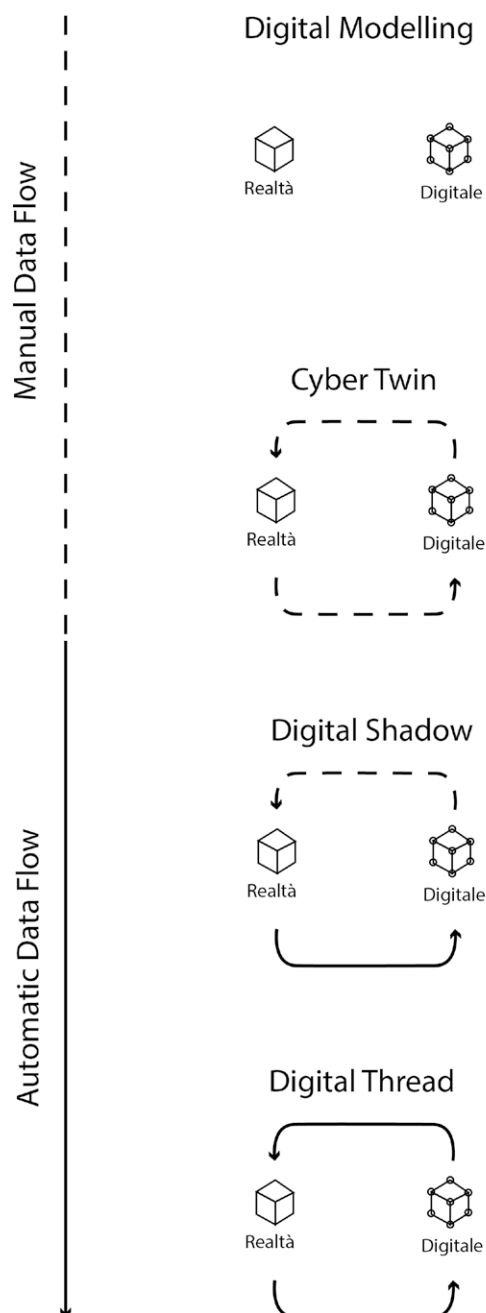 Digital Modelling
Realtà
Digitale
Manual Data Flow
Cyber Twin
Realtà
Digitale
Digital Shadow
Realtà
Digitale
Automatic Data Flow
Digital Thread
Realtà
Digitale